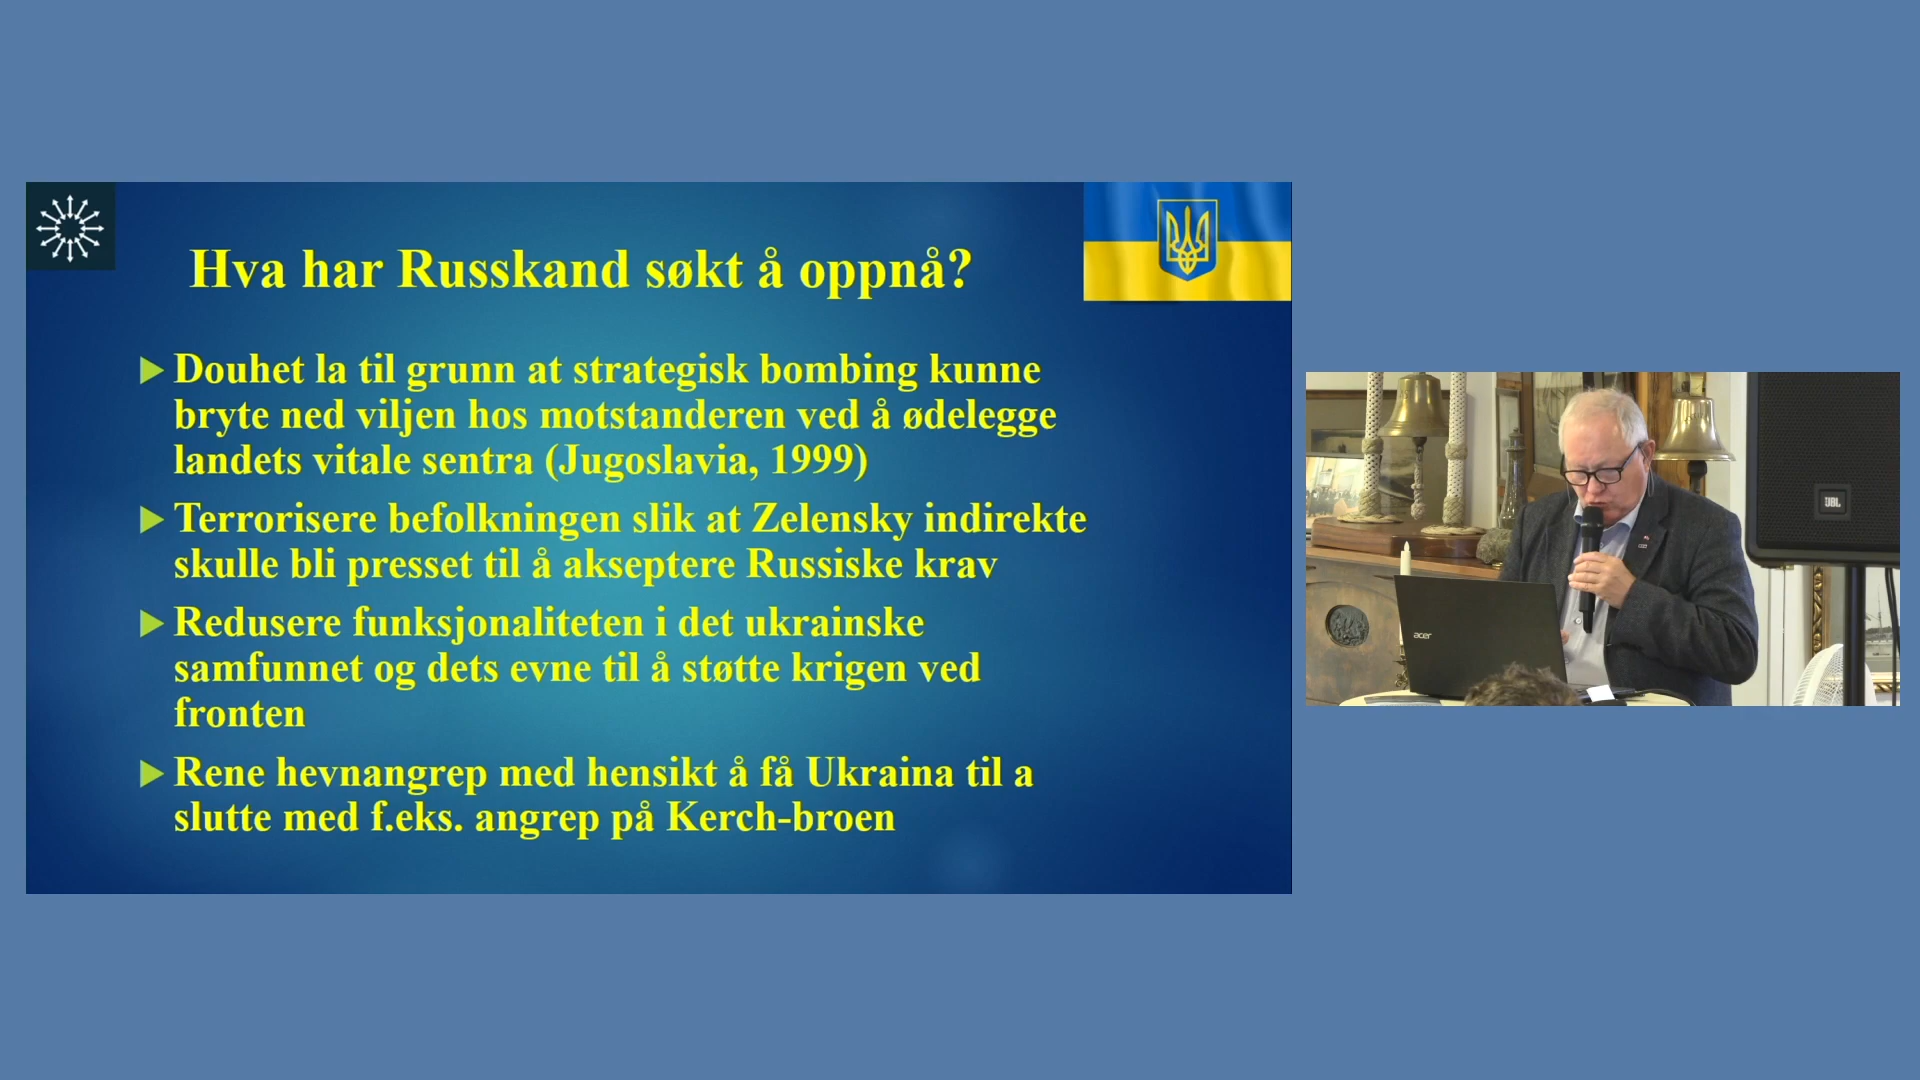 Hva har Russkand søkt å oppnå?
Douhet la til grunn at strategisk bombing kunne
bryte ned viljen hos motstanderen ved å ødelegge
landets vitale sentra (Jugoslavia, 1999)
Terrorisere befolkningen slik at Zelensky indirekte
skulle bli presset til å akseptere Russiske krav
Redusere funksjonaliteten i det ukrainske
samfunnet og dets evne til å støtte krigen ved
fronten
Rene hevnangrep med hensikt å få Ukraina til a
slutte med f.eks. angrep på Kerch-broen
JBL
acer